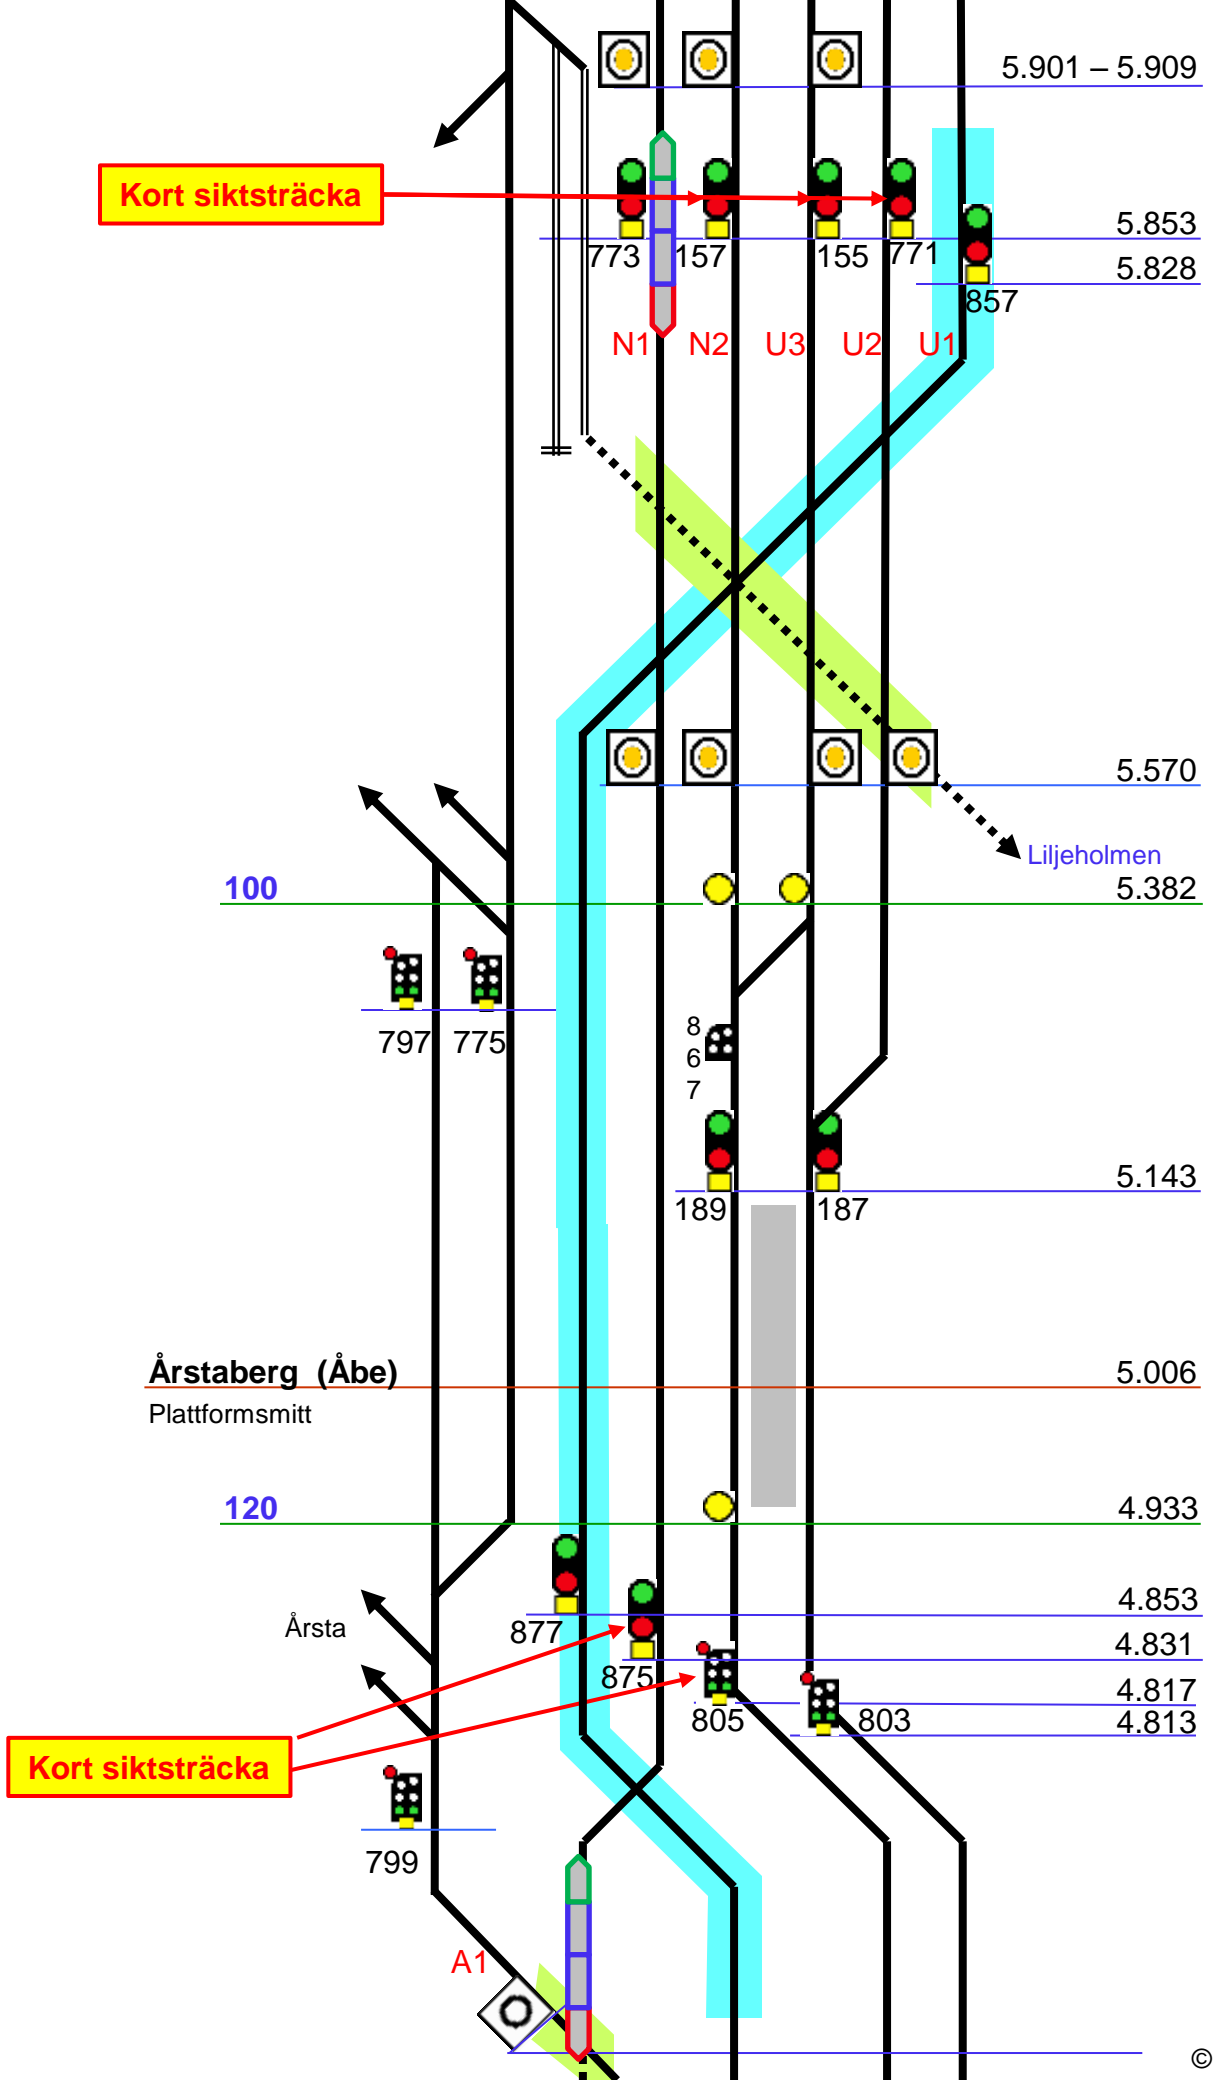 5.901 – 5.909
Kort siktsträcka
5.853
773 157 155 771
5.828
857
N1 N2 U3 U2 U1
5.570
Liljeholmen
100 5.382
8
6
7
797 775
5.143
189 187
Årstaberg (Åbe) 5.006
Plattformsmitt
120 4.933
4.853
Årsta 877
4.831
875
4.817
805 803 4.813
Kort siktsträcka
799
A1
©